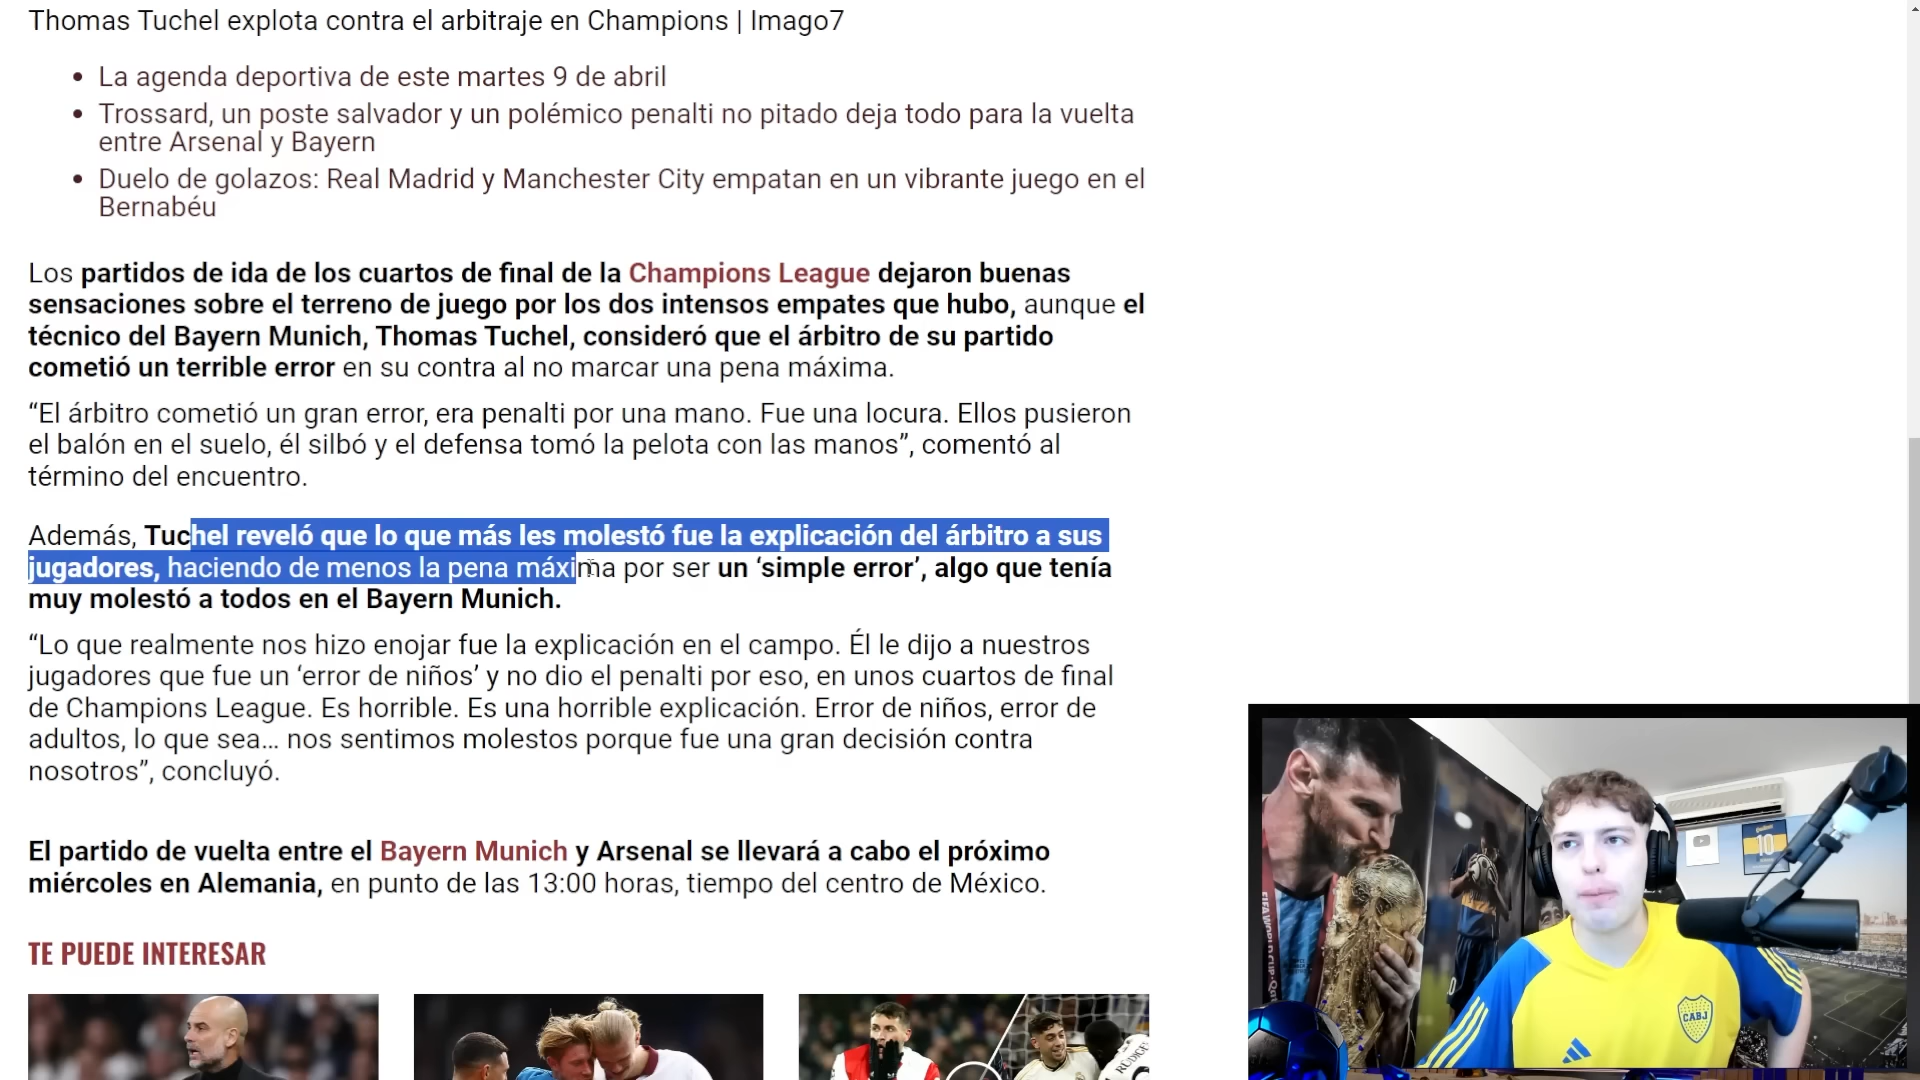 Thomas Tuchel explota contra el arbitraje en Champions | Imago7
• La agenda deportiva de este martes 9 de abril
• Trossard, un poste salvador y un polémico penalti no pitado deja todo para la vuelta
entre Arsenal y Bayern
• Duelo de golazos: Real Madrid y Manchester City empatan en un vibrante juego en el
Bernabéu
Los partidos de ida de los cuartos de final de la Champions League dejaron buenas
sensaciones sobre el terreno de juego por los dos intensos empates que hubo, aunque el
técnico del Bayern Munich, Thomas Tuchel, consideró que el árbitro de su partido
cometió un terrible error en su contra al no marcar una pena máxima.
“El árbitro cometió un gran error, era penalti por una mano. Fue una locura. Ellos pusieron
el balón en el suelo, él silbó y el defensa tomó la pelota con las manos”, comentó al
término del encuentro.
Además, Tuchel reveló que lo que más les molestó fue la explicación del árbitro a sus
jugadores, haciendo de menos la pena máxima por ser un ‘simple error’, algo que tenía
muy molestó a todos en el Bayern Munich.
“Lo que realmente nos hizo enojar fue la explicación en el campo. Él le dijo a nuestros
jugadores que fue un ‘error de niños’ y no dio el penalti por eso, en unos cuartos de final
de Champions League. Es horrible. Es una horrible explicación. Error de niños, error de
adultos, lo que sea… nos sentimos molestos porque fue una gran decisión contra
nosotros”, concluyó.
El partido de vuelta entre el Bayern Munich y Arsenal se llevará a cabo el próximo
miércoles en Alemania, en punto de las 13:00 horas, tiempo del centro de México.
TE PUEDE INTERESAR
RÜDIGER
FIFA WORLD CUP
10
CABJ